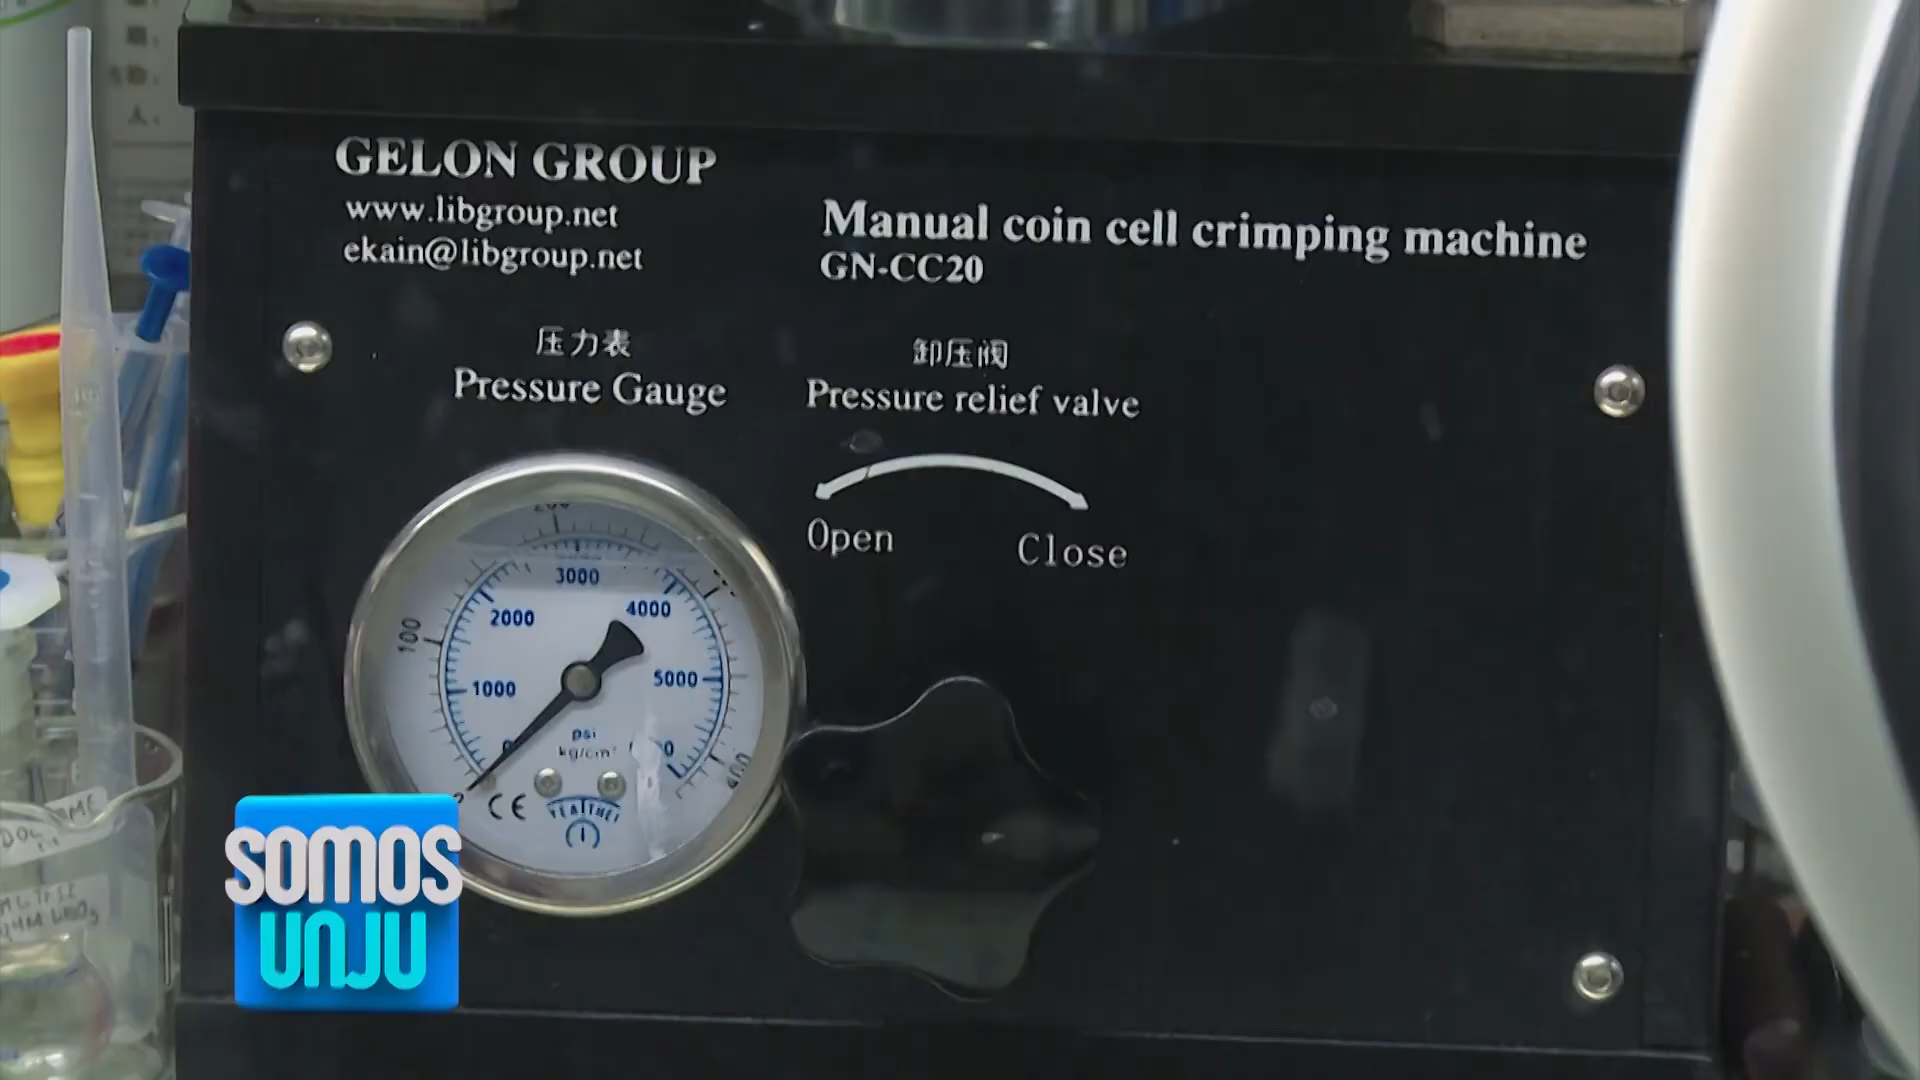 GELON GROUP
www.libgroup.net
ekain@libgroup.net
Manual coin cell crimping machine
GN-CC20
压力表
Pressure Gauge
卸压阀
Pressure relief valve
Open
Close
100
400
0
1000
2000
3000
4000
5000
psi
kg/cm²
CE
SOMOS
UNJU